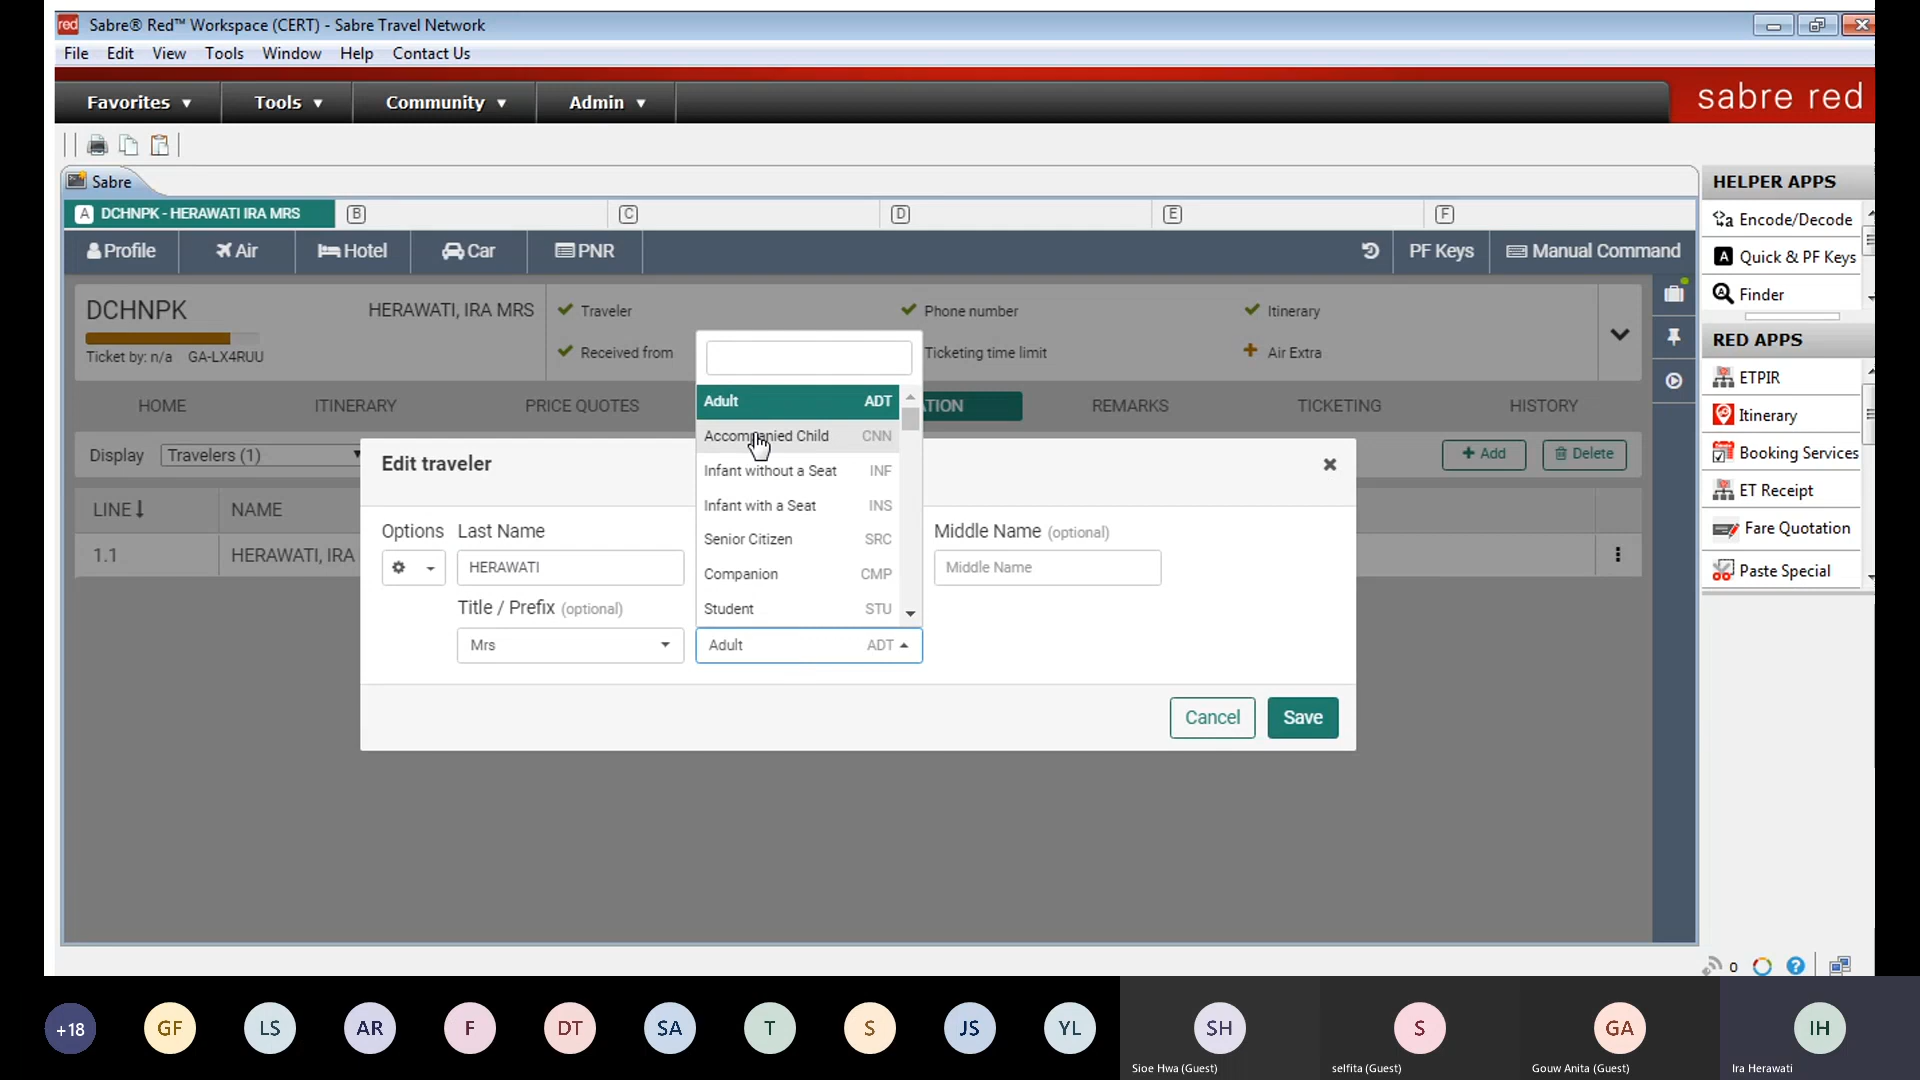 red Sabre® Red™ Workspace (CERT) - Sabre Travel Network
File Edit View Tools Window Help Contact Us
Favorites ▼ Tools ▼ Community ▼ Admin ▼ sabre red
Sabre
A DCHNPK - HERAWATI IRA MRS B C D E F
Profile Air Hotel Car PNR PF Keys Manual Command
DCHNPK HERAWATI, IRA MRS Traveler Phone number Itinerary
Ticket by: n/a GA-LX4RUU Received from Ticketing time limit Air Extra
HOME ITINERARY PRICE QUOTES ATION REMARKS TICKETING HISTORY
Display Travelers (1) + Add Delete
LINE NAME
1.1 HERAWATI, IRA
Edit traveler
Options Last Name Middle Name (optional)
HERAWATI Middle Name
Title / Prefix (optional)
Mrs Adult ADT
Adult ADT
Accompanied Child CNN
Infant without a Seat INF
Infant with a Seat INS
Senior Citizen SRC
Companion CMP
Student STU
Cancel Save
HELPER APPS
Encode/Decode
A Quick & PF Keys
Finder
RED APPS
ETPIR
Itinerary
Booking Services
ET Receipt
Fare Quotation
Paste Special
0 ?
+18 GF LS AR F DT SA T S JS YL SH S GA IH
Sioe Hwa (Guest) selfita (Guest) Gouw Anita (Guest) Ira Herawati